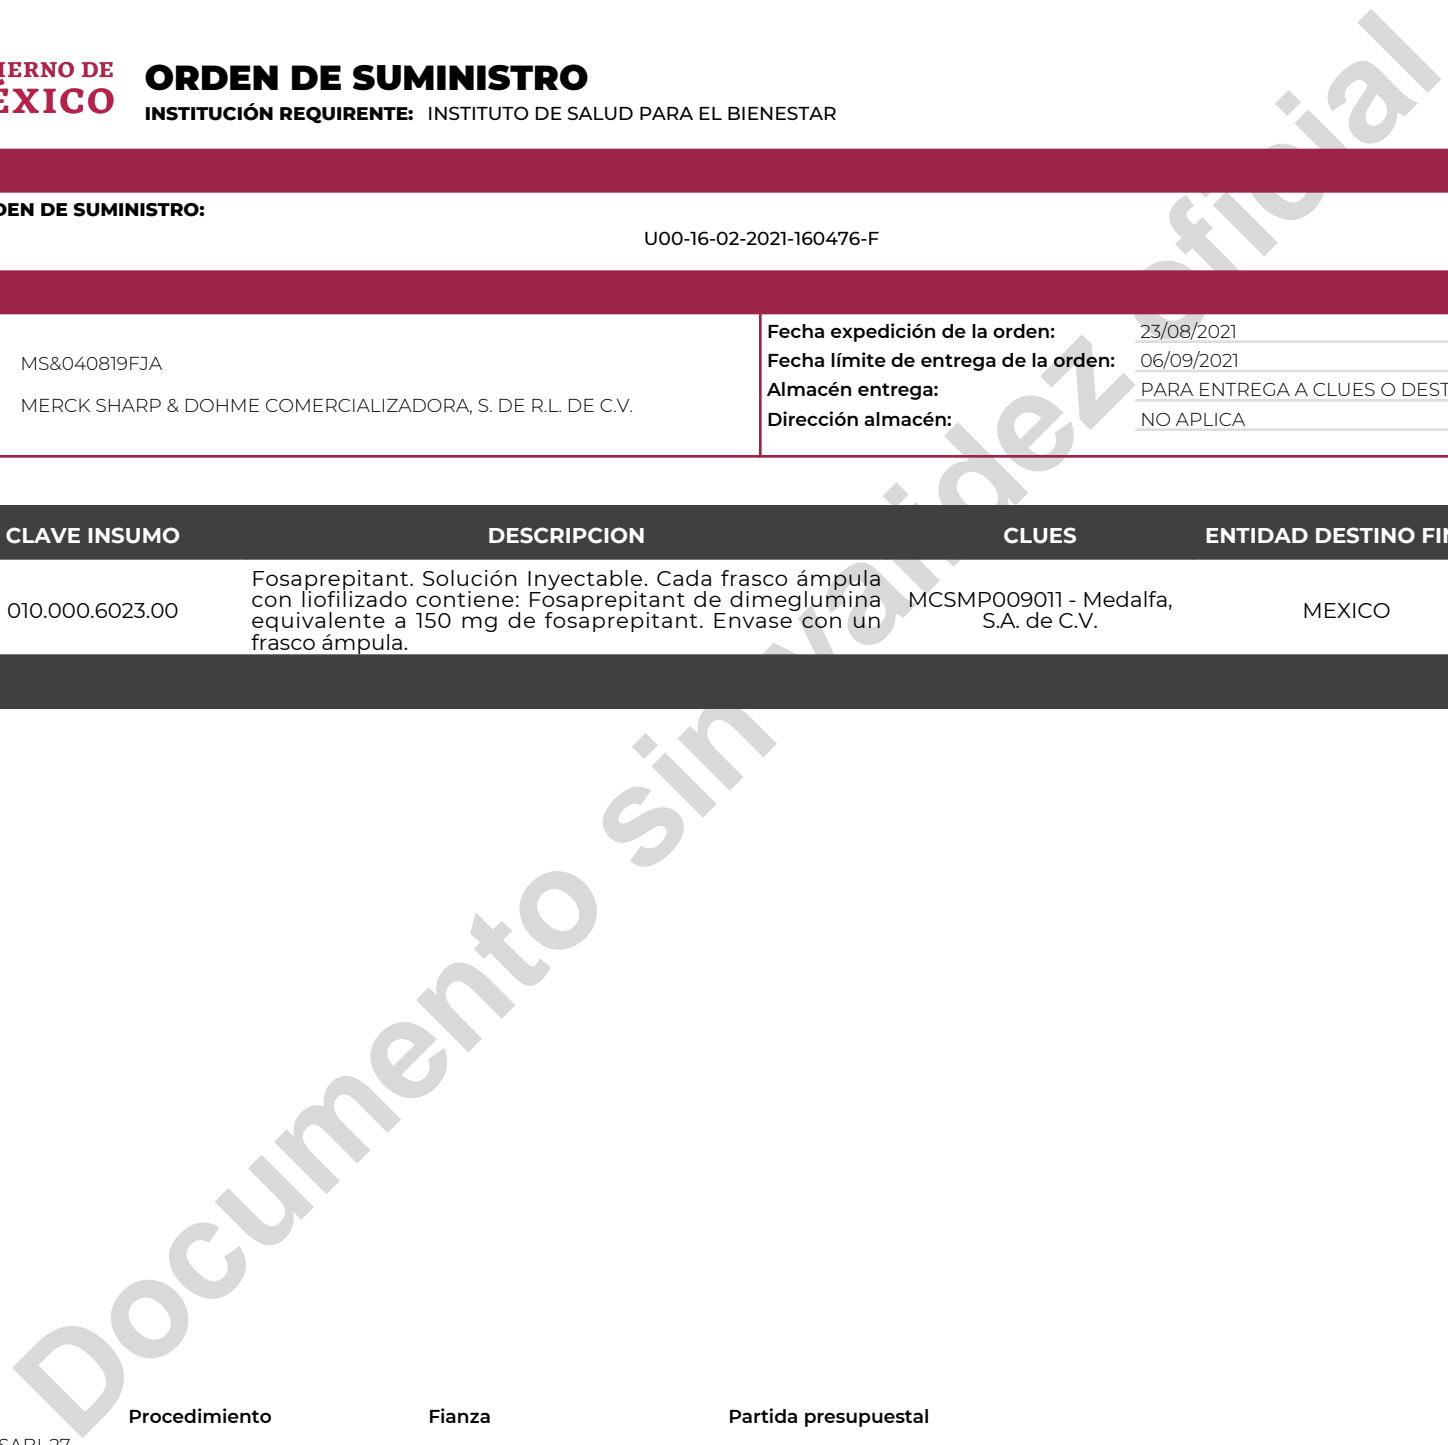 IERNO DE
ÉXICO
ORDEN DE SUMINISTRO
INSTITUCIÓN REQUIRENTE: INSTITUTO DE SALUD PARA EL BIENESTAR
DEN DE SUMINISTRO:
U00-16-02-2021-160476-F
MS&040819FJA
MERCK SHARP & DOHME COMERCIALIZADORA, S. DE R.L. DE C.V.
Fecha expedición de la orden: 23/08/2021
Fecha límite de entrega de la orden: 06/09/2021
Almacén entrega: PARA ENTREGA A CLUES O DEST
Dirección almacén: NO APLICA
CLAVE INSUMO DESCRIPCION CLUES ENTIDAD DESTINO FIN
010.000.6023.00
Fosaprepitant. Solución Inyectable. Cada frasco ámpula
con liofilizado contiene: Fosaprepitant de dimeglumina
equivalente a 150 mg de fosaprepitant. Envase con un
frasco ámpula.
MCSMP009011 - Medalfa,
S.A. de C.V.
MEXICO
Documento sin validez oficial
Procedimiento Fianza Partida presupuestal